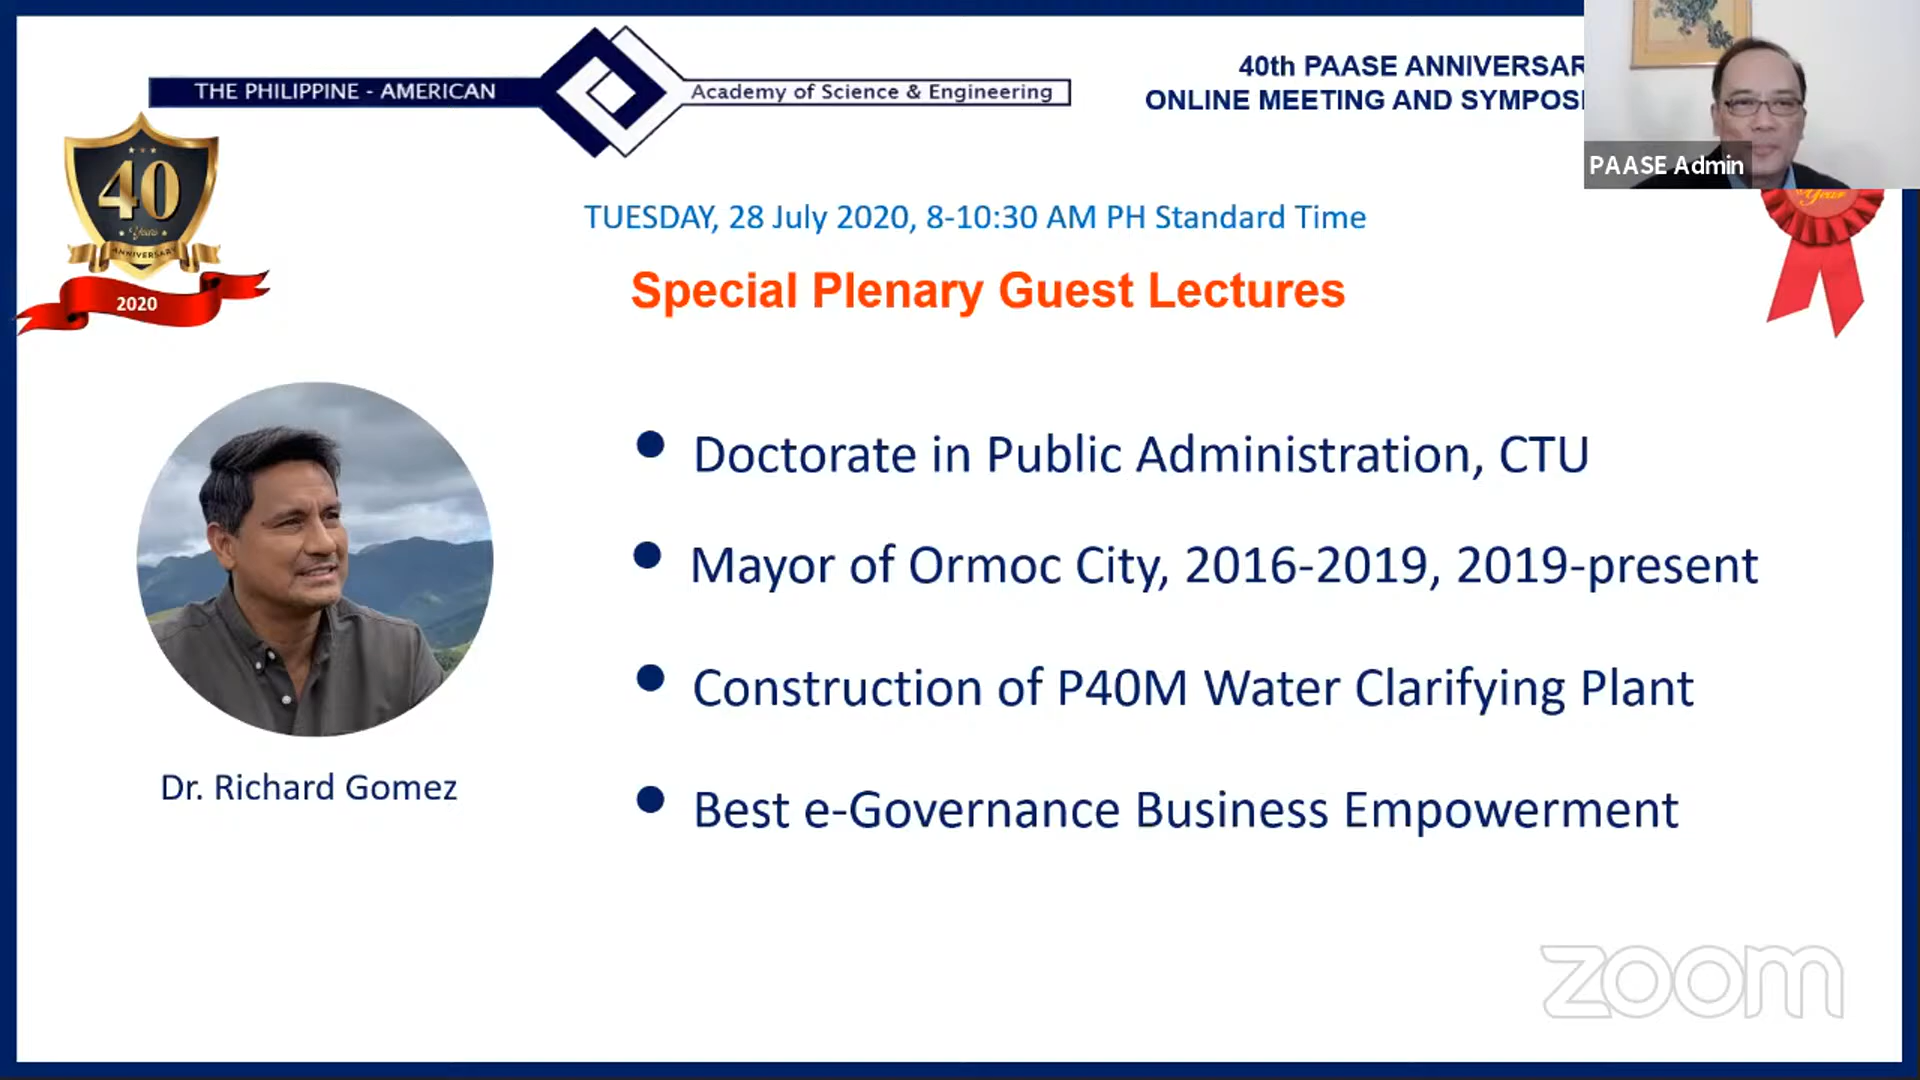 THE PHILIPPINE - AMERICAN
Academy of Science & Engineering
40th PAASE ANNIVERSAR
ONLINE MEETING AND SYMPOSI
PAASE Admin
40
Years
ANNIVERSARY
2020
Year
TUESDAY, 28 July 2020, 8-10:30 AM PH Standard Time
Special Plenary Guest Lectures
• Doctorate in Public Administration, CTU
• Mayor of Ormoc City, 2016-2019, 2019-present
• Construction of P40M Water Clarifying Plant
• Best e-Governance Business Empowerment
Dr. Richard Gomez
zoom